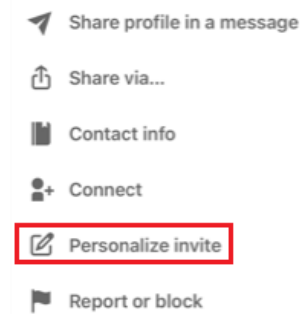 Share profile in a message
Share via...
Contact info
Connect
Personalize invite
Report or block